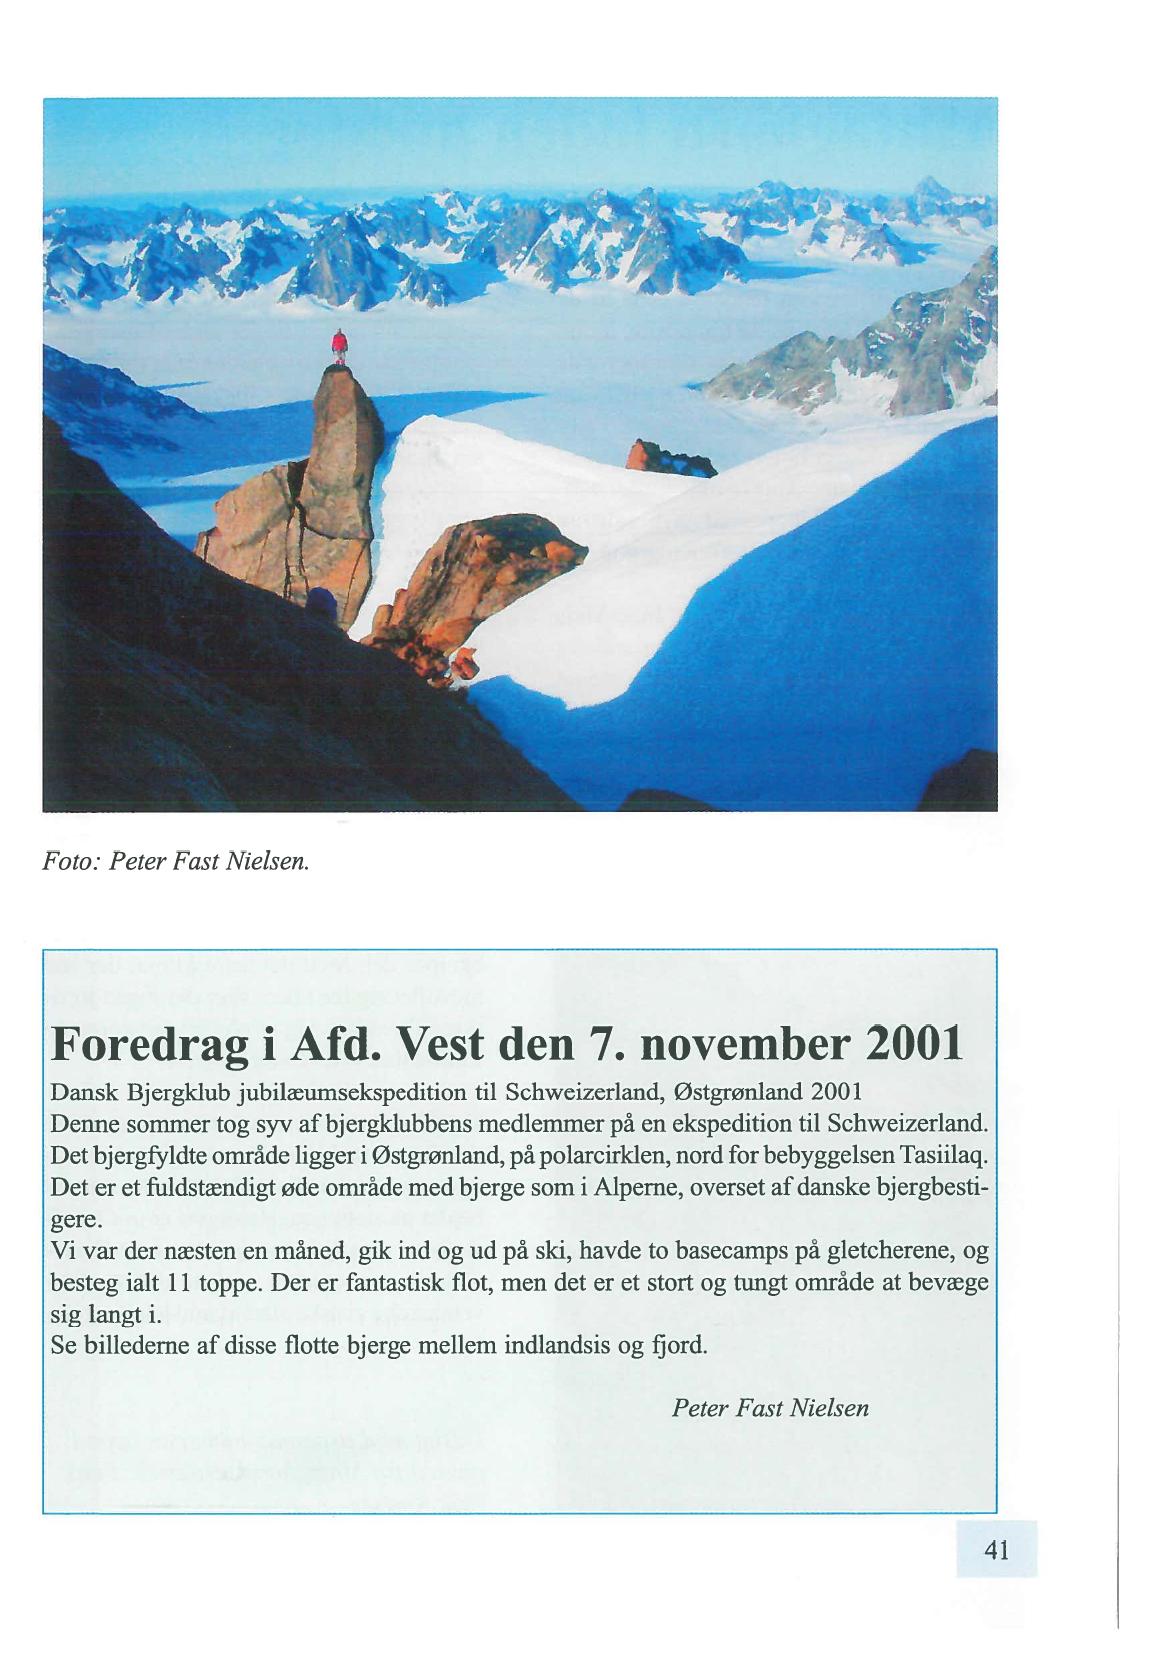 Foto: Peter Fast Nielsen.
Foredrag i Afd. Vest den 7. november 2001
Dansk Bjergklub jubilæumsekspedition til Schweizerland, Østgrønland 2001
Denne sommer tog syv af bjergklubbens medlemmer på en ekspedition til Schweizerland.
Det bjergfyldte område ligger i Østgrønland, på polarcirklen, nord for bebyggelsen Tasiilaq.
Det er et fuldstændigt øde område med bjerge som i Alperne, overset af danske bjergbesti-
gere.
Vi var der næsten en måned, gik ind og ud på ski, havde to basecamps på gletcherene, og
besteg ialt 11 toppe. Der er fantastisk flot, men det er et stort og tungt område at bevæge
sig langt i.
Se billederne af disse flotte bjerge mellem indlandsis og fjord.
Peter Fast Nielsen
41